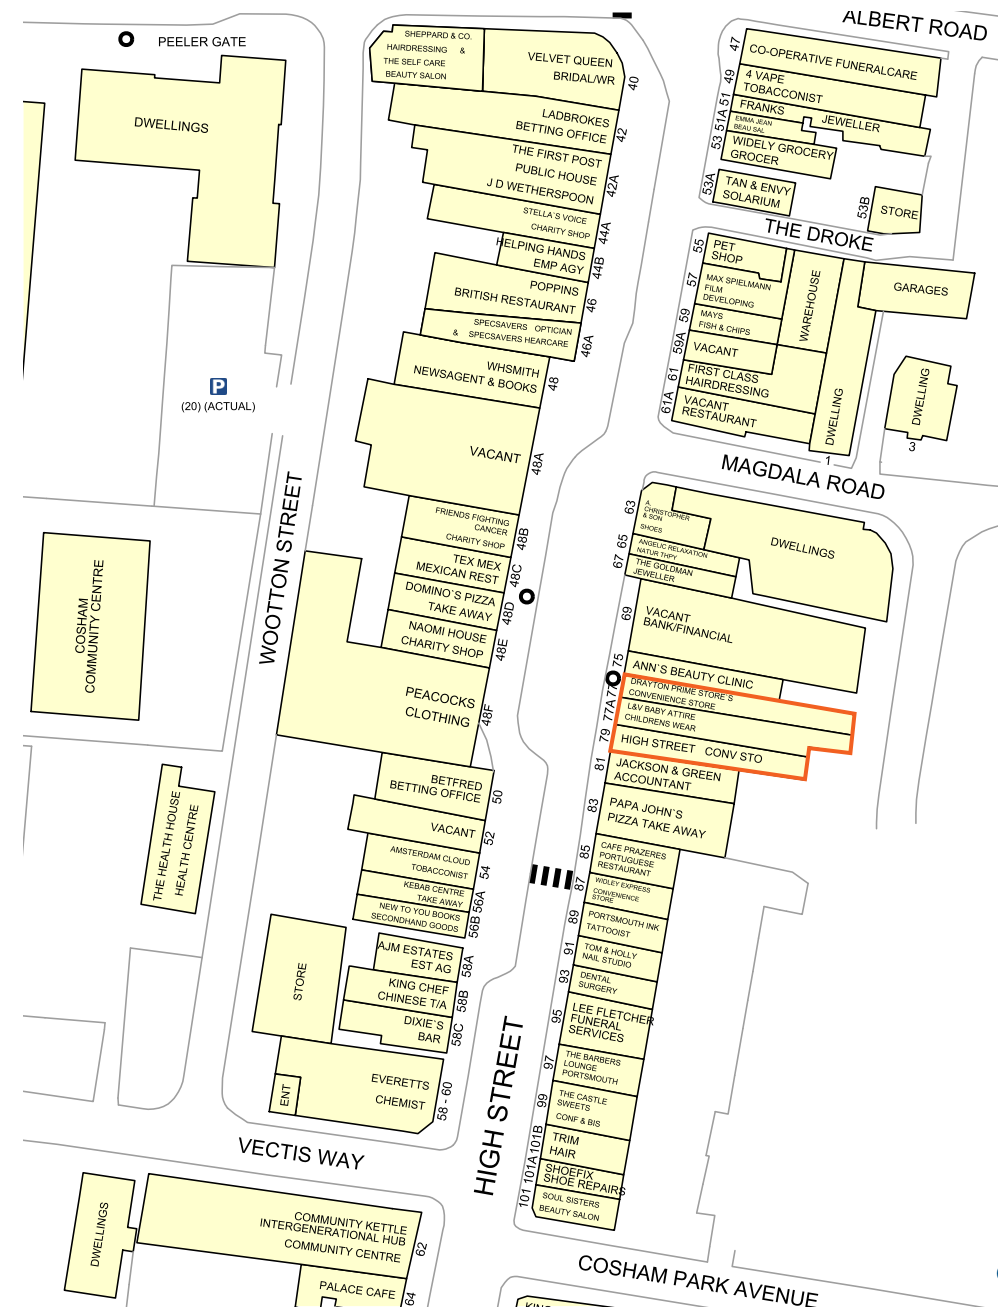 ALBERT ROAD
PEELER GATE
DWELLINGS
P
(20) (ACTUAL)
COSHAM
COMMUNITY CENTRE
WOOTTON STREET
THE HEALTH HOUSE
HEALTH CENTRE
STORE
ENT
SHEPPARD & CO.
HAIRDRESSING &
THE SELF CARE
BEAUTY SALON
VELVET QUEEN
BRIDAL/WR
40
LADBROKES
BETTING OFFICE
42
THE FIRST POST
PUBLIC HOUSE
J D WETHERSPOON
42A
STELLA`S VOICE
CHARITY SHOP
44A
HELPING HANDS
EMP AGY
44B
POPPINS
BRITISH RESTAURANT
46
SPECSAVERS OPTICIAN
& SPECSAVERS HEARCARE
46A
WHSMITH
NEWSAGENT & BOOKS
48
VACANT
48A
FRIENDS FIGHTING
CANCER
CHARITY SHOP
48B
TEX MEX
MEXICAN REST
48C
DOMINO`S PIZZA
TAKE AWAY
48D
NAOMI HOUSE
CHARITY SHOP
48E
PEACOCKS
CLOTHING
48F
BETFRED
BETTING OFFICE
50
VACANT
52
AMSTERDAM CLOUD
TOBACCONIST
54
KEBAB CENTRE
TAKE AWAY
56A
NEW TO YOU BOOKS
SECONDHAND GOODS
56B
AJM ESTATES
EST AG
58A
KING CHEF
CHINESE T/A
58B
DIXIE`S
BAR
58C
EVERETTS
CHEMIST
58 - 60
VECTIS WAY
DWELLINGS
COMMUNITY KETTLE
INTERGENERATIONAL HUB
COMMUNITY CENTRE
62
PALACE CAFE
64
HIGH STREET
47
CO-OPERATIVE FUNERALCARE
49
4 VAPE
TOBACCONIST
51
FRANKS
JEWELLER
51A
EMMA JEAN
BEAU SAL
53
WIDELY GROCERY
GROCER
53A
TAN & ENVY
SOLARIUM
53B
STORE
THE DROKE
55
PET
SHOP
57
MAX SPIELMANN
FILM
DEVELOPING
59
MAYS
FISH & CHIPS
59A
VACANT
61
FIRST CLASS
HAIRDRESSING
61A
VACANT
RESTAURANT
WAREHOUSE
DWELLING
1
GARAGES
DWELLING
3
MAGDALA ROAD
63
A.
CHRISTOPHER
& SON
SHOES
DWELLINGS
65
ANGELIC RELAXATION
NATUR THPY
67
THE GOLDMAN
JEWELLER
69
VACANT
BANK/FINANCIAL
75
ANN`S BEAUTY CLINIC
77
DRAYTON PRIME STORE`S
CONVENIENCE STORE
77A
L&V BABY ATTIRE
CHILDRENS WEAR
79
HIGH STREET CONV STO
81
JACKSON & GREEN
ACCOUNTANT
83
PAPA JOHN`S
PIZZA TAKE AWAY
85
CAFE PRAZERES
PORTUGUESE
RESTAURANT
87
WIDLEY EXPRESS
CONVENIENCE
STORE
89
PORTSMOUTH INK
TATTOOIST
91
TOM & HOLLY
NAIL STUDIO
93
DENTAL
SURGERY
95
LEE FLETCHER
FUNERAL
SERVICES
97
THE BARBERS
LOUNGE
PORTSMOUTH
99
THE CASTLE
SWEETS
CONF & BIS
101B
TRIM
HAIR
101A
SHOEFIX
SHOE REPAIRS
101
SOUL SISTERS
BEAUTY SALON
COSHAM PARK AVENUE